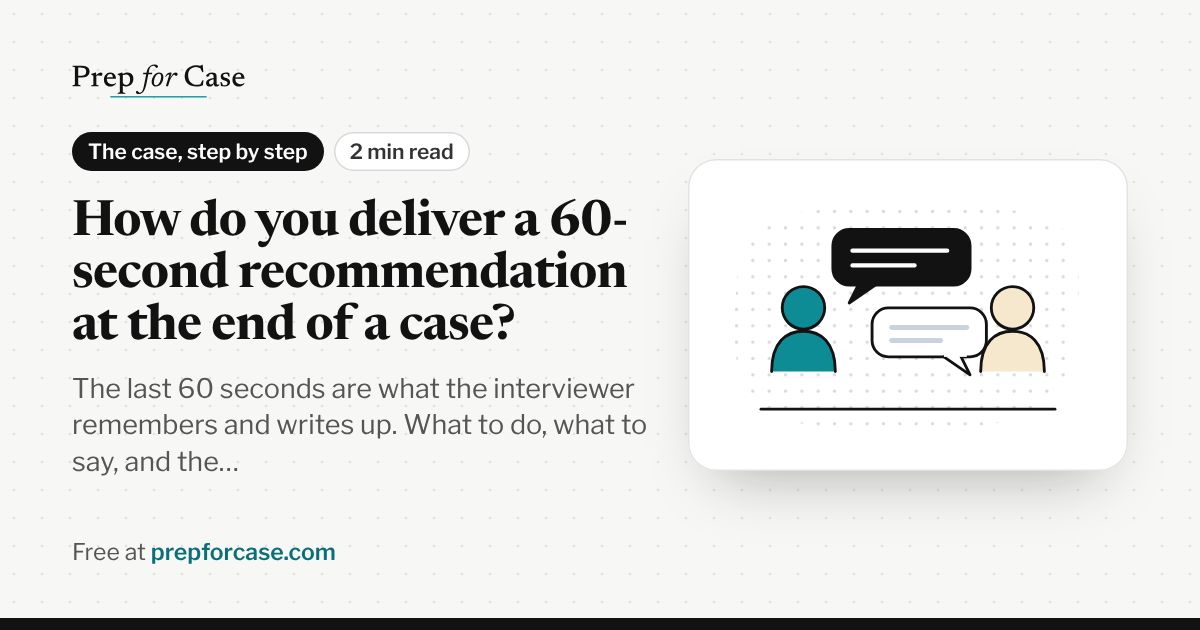 Prep for Case
The case, step by step
2 min read
How do you deliver a 60-
second recommendation
at the end of a case?
The last 60 seconds are what the interviewer
remembers and writes up. What to do, what to
say, and the...
Free at prepforcase.com